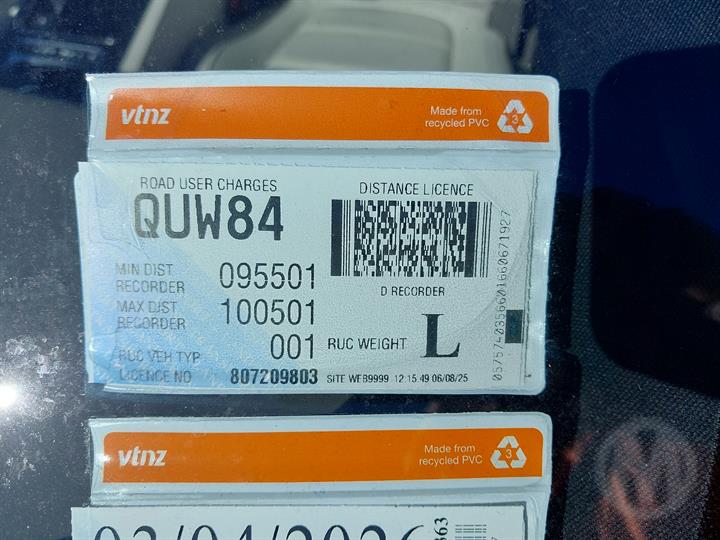 vtnz
Made from
recycled PVC
3
ROAD USER CHARGES
DISTANCE LICENCE
QUW84
MIN DIST
RECORDER
095501
D RECORDER
MAX DIST
RECORDER
100501
RUC VEH TYP
001
RUC WEIGHT
L
LICENCE NO
807209803
SITE WEB9999 12 15 49 06/08/25
vtnz
Made from
recycled PVC
3